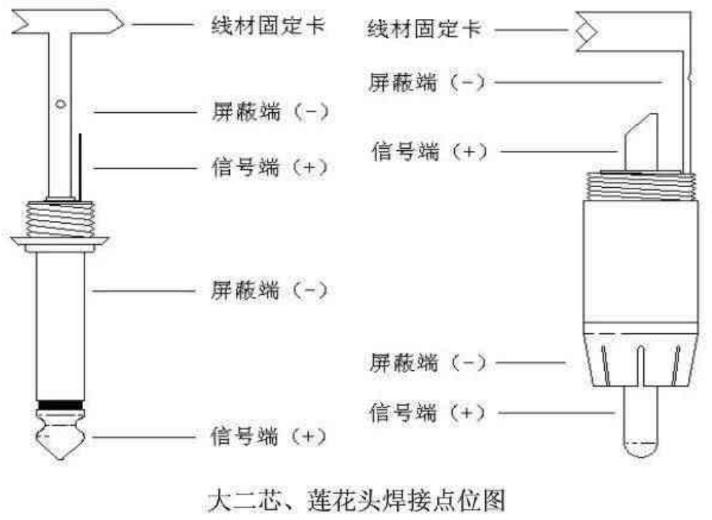 线材固定卡
屏蔽端（-）
信号端（+）
屏蔽端（-）
信号端（+）
线材固定卡
屏蔽端（-）
信号端（+）
屏蔽端（-）
信号端（+）
大二芯、莲花头焊接点位图